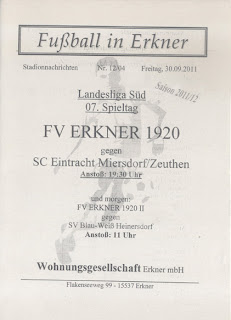 Fußball in Erkner
Stadionnachrichten Nr. 12/04 Freitag, 30.09.2011
Saison 2011/12
Landesliga Süd
07. Spieltag
FV ERKNER 1920
gegen
SC Eintracht Miersdorf/Zeuthen
Anstoß: 19:30 Uhr
und morgen:
FV ERKNER 1920 II
gegen
SV Blau-Weiß Heinersdorf
Anstoß: 11 Uhr
Wohnungsgesellschaft Erkner mbH
Flakenseeweg 99 - 15537 Erkner